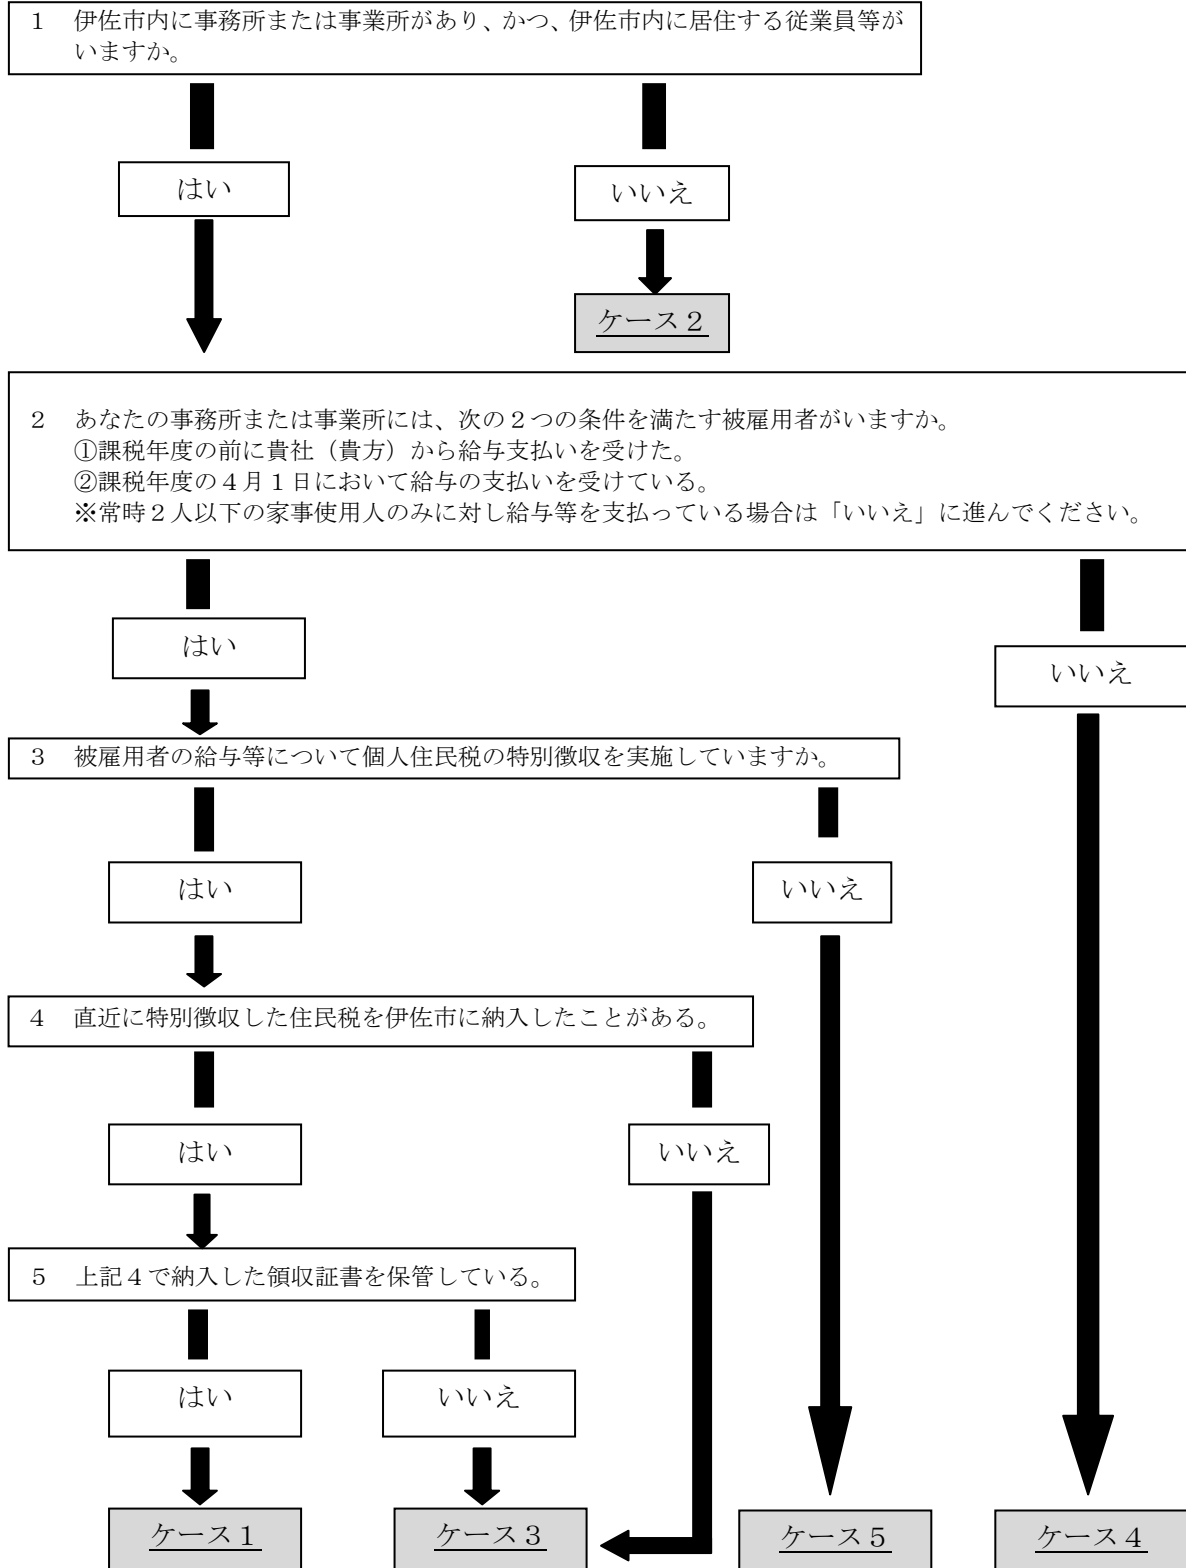 1 伊佐市内に事務所または事業所があり、かつ、伊佐市内に居住する従業員等が
いますか。
はい
いいえ
ケース2
2 あなたの事務所または事業所には、次の2つの条件を満たす被雇用者がいますか。
①課税年度の前に貴社（貴方）から給与支払いを受けた。
②課税年度の4月1日において給与の支払いを受けている。
※常時2人以下の家事使用人のみに対し給与等を支払っている場合は「いいえ」に進んでください。
はい
いいえ
3 被雇用者の給与等について個人住民税の特別徴収を実施していますか。
はい
いいえ
4 直近に特別徴収した住民税を伊佐市に納入したことがある。
はい
いいえ
5 上記4で納入した領収証書を保管している。
はい
いいえ
ケース1
ケース3
ケース5
ケース4